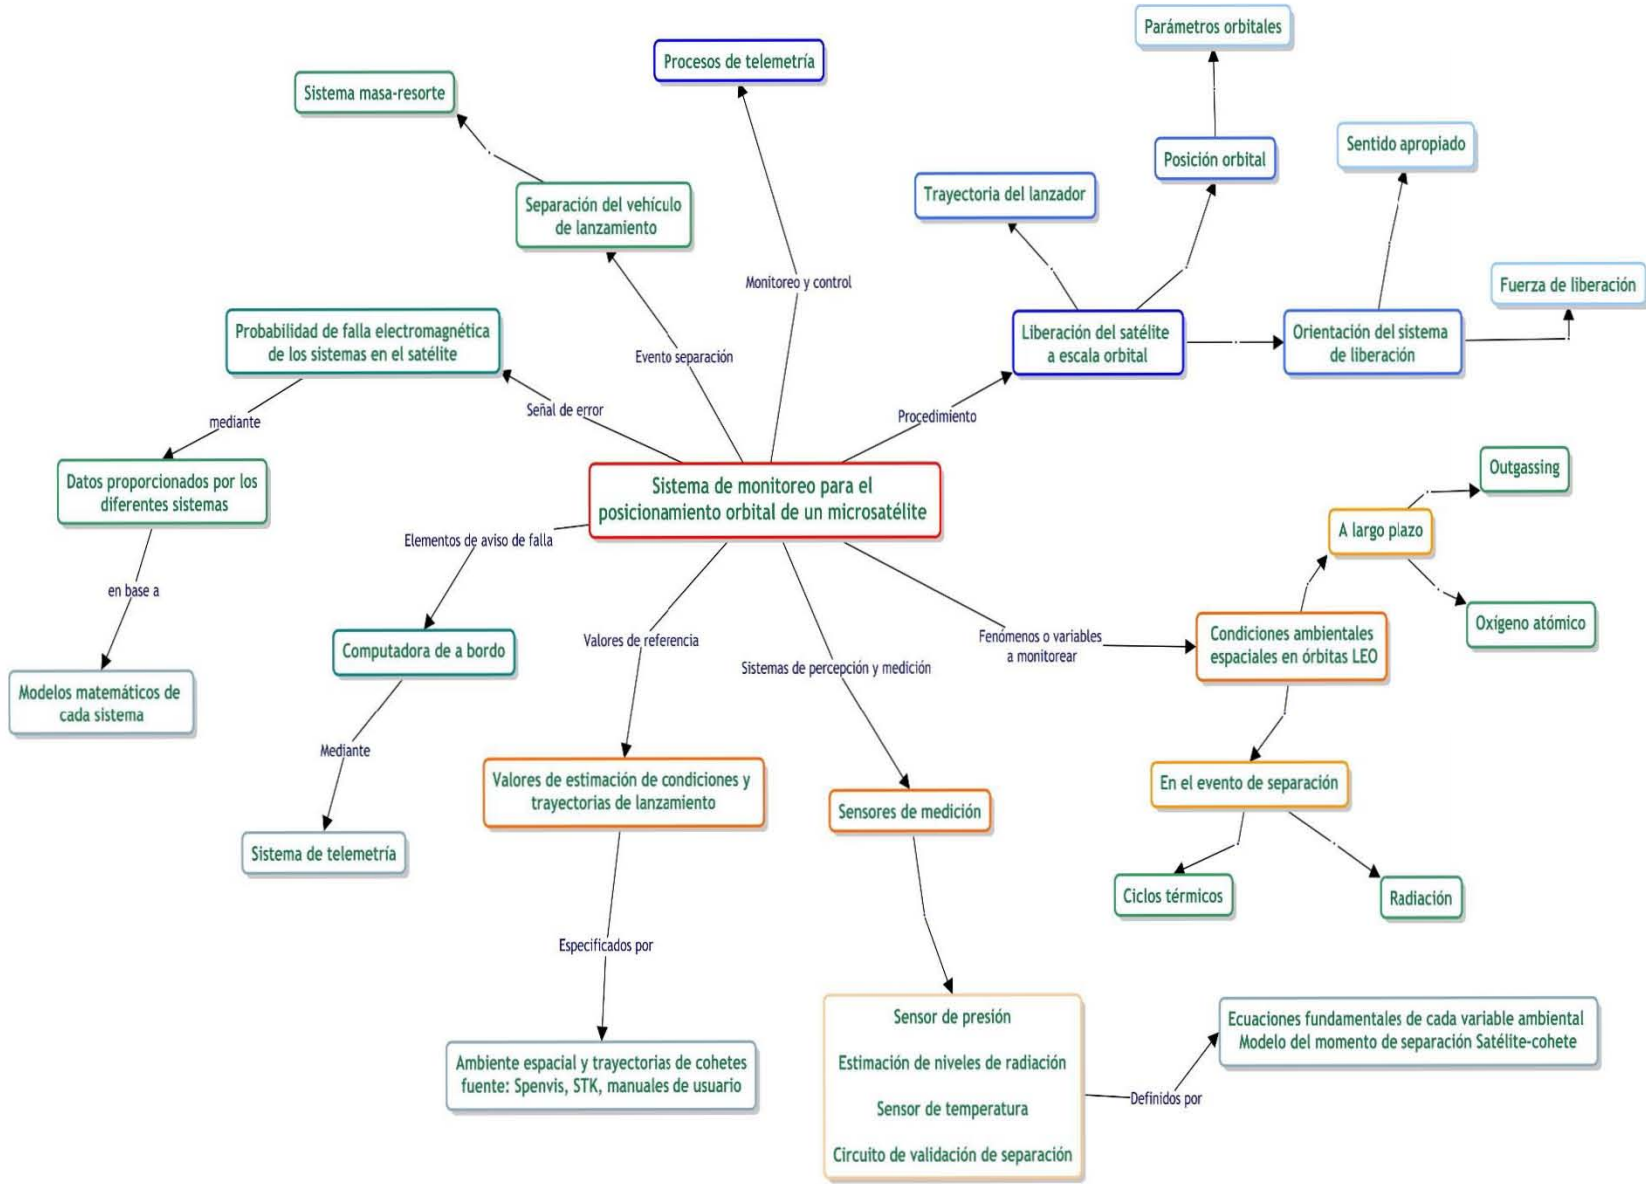 Parámetros orbitales
Procesos de telemetría
Sistema masa-resorte
Sentido apropiado
Posición orbital
Trayectoria del lanzador
Separación del vehículo
de lanzamiento
Monitoreo y control
Fuerza de liberación
Probabilidad de falla electromagnética
de los sistemas en el satélite
Evento separación
Liberación del satélite
a escala orbital
Orientación del sistema
de liberación
mediante
Señal de error
Procedimiento
Datos proporcionados por los
diferentes sistemas
Sistema de monitoreo para el
posicionamiento orbital de un microsatélite
Outgassing
A largo plazo
Elementos de aviso de falla
en base a
Computadora de a bordo
Valores de referencia
Sistemas de percepción y medición
Fenómenos o variables
a monitorear
Condiciones ambientales
espaciales en órbitas LEO
Oxígeno atómico
Modelos matemáticos de
cada sistema
Mediante
Valores de estimación de condiciones y
trayectorias de lanzamiento
Sensores de medición
En el evento de separación
Sistema de telemetría
Ciclos térmicos
Radiación
Especificados por
Ambiente espacial y trayectorias de cohetes
fuente: Spenvis, STK, manuales de usuario
Sensor de presión
Estimación de niveles de radiación
Sensor de temperatura
Circuito de validación de separación
Definidos por
Ecuaciones fundamentales de cada variable ambiental
Modelo del momento de separación Satélite-cohete